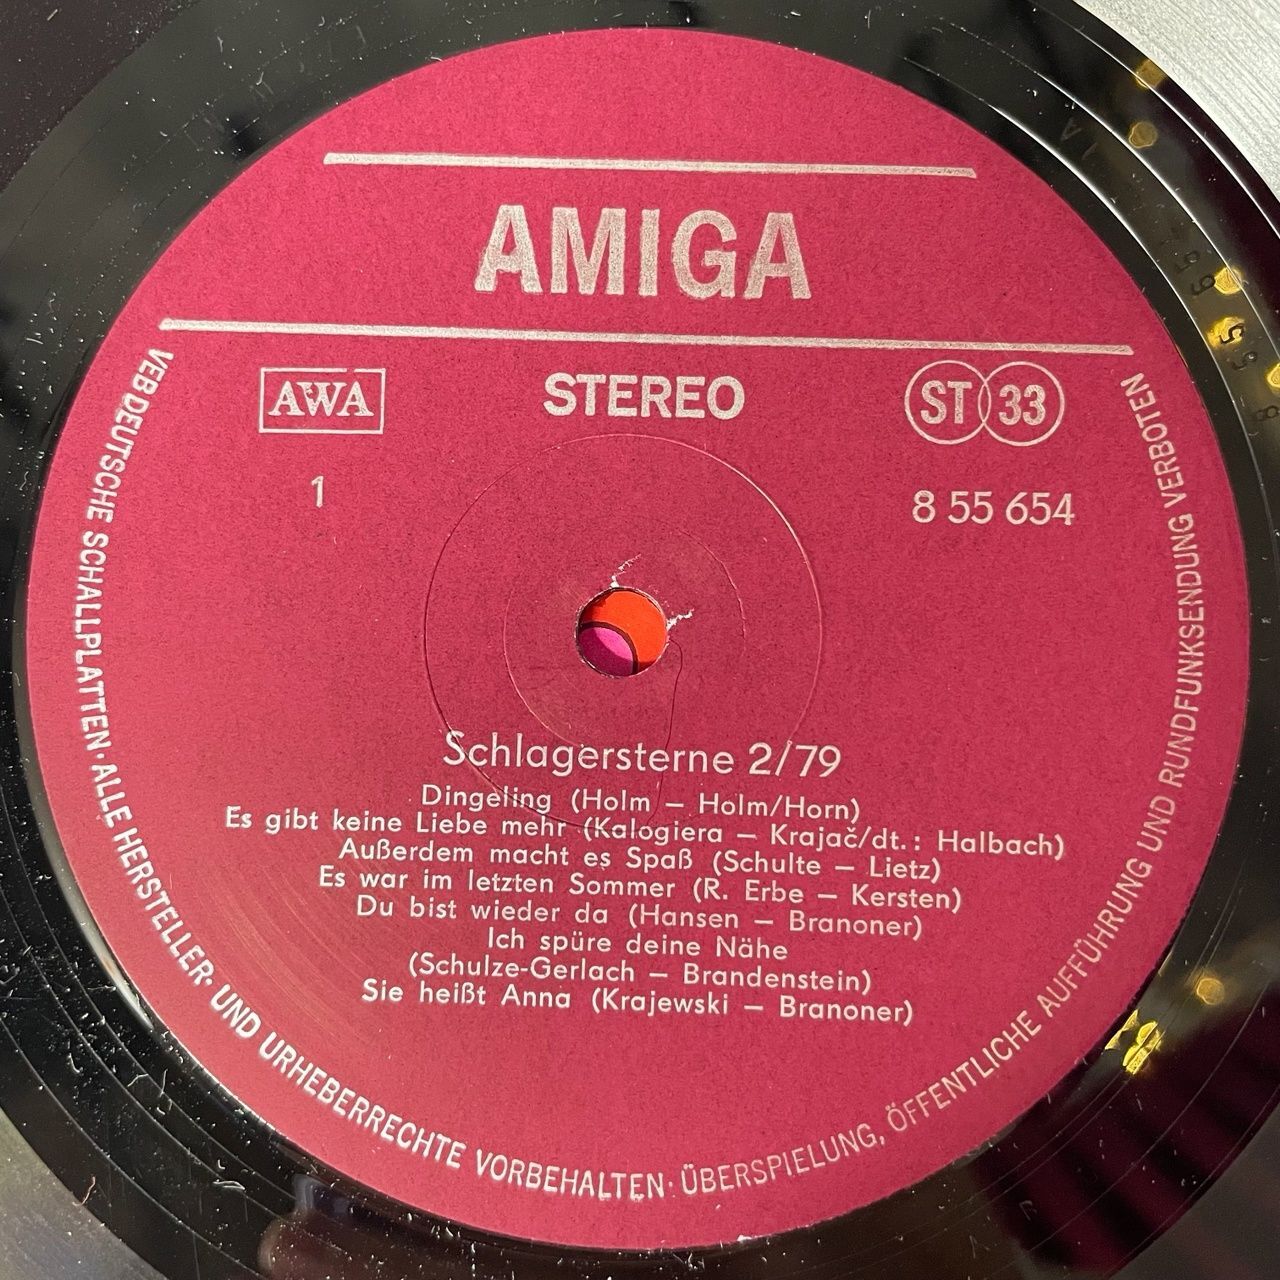 AMIGA
AWA
STEREO
ST 33
1
8 55 654
Schlagersterne 2/79
Dingeling (Holm – Holm/Horn)
Es gibt keine Liebe mehr (Kalogiera – Krajač/dt.: Halbach)
Außerdem macht es Spaß (Schulte – Lietz)
Es war im letzten Sommer (R. Erbe – Kersten)
Du bist wieder da (Hansen – Branoner)
Ich spüre deine Nähe
(Schulze-Gerlach – Brandenstein)
Sie heißt Anna (Krajewski – Branoner)
VEB DEUTSCHE SCHALLPLATTEN · ALLE HERSTELLER- UND URHEBERRECHTE VORBEHALTEN · ÜBERSPIELUNG, ÖFFENTLICHE AUFFÜHRUNG UND RUNDFUNKSENDUNG VERBOTEN